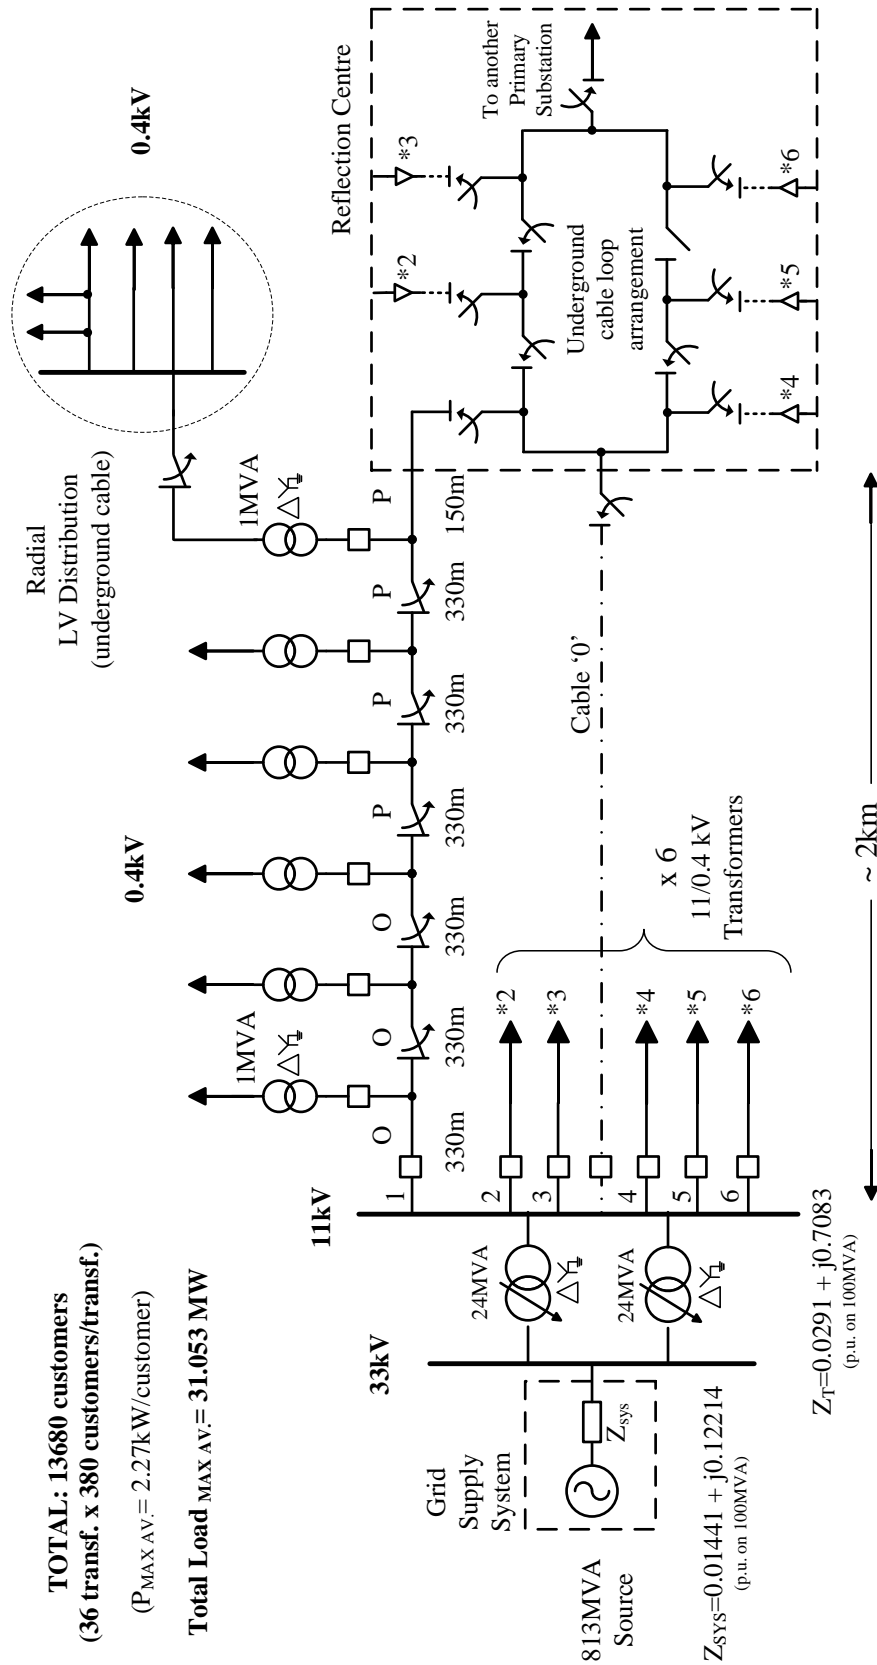 TOTAL: 13680 customers
(36 transf. x 380 customers/transf.)
(PMAX AV.= 2.27kW/customer)
Total Load MAX AV.= 31.053 MW
Grid
Supply
System
813MVA
Source
Zsys
ZSYS=0.01441 + j0.12214
(p.u. on 100MVA)
33kV
24MVA
24MVA
ZT=0.0291 + j0.7083
(p.u. on 100MVA)
11kV
1
2
3
4
5
6
*2
*3
*4
*5
*6
x 6
11/0.4 kV
Transformers
Cable ‘0’
~ 2km
O
O
O
P
P
P
P
330m
330m
330m
330m
330m
330m
150m
1MVA
1MVA
0.4kV
Radial
LV Distribution
(underground cable)
0.4kV
Reflection Centre
*2
*3
Underground
cable loop
arrangement
*4
*5
*6
To another
Primary
Substation